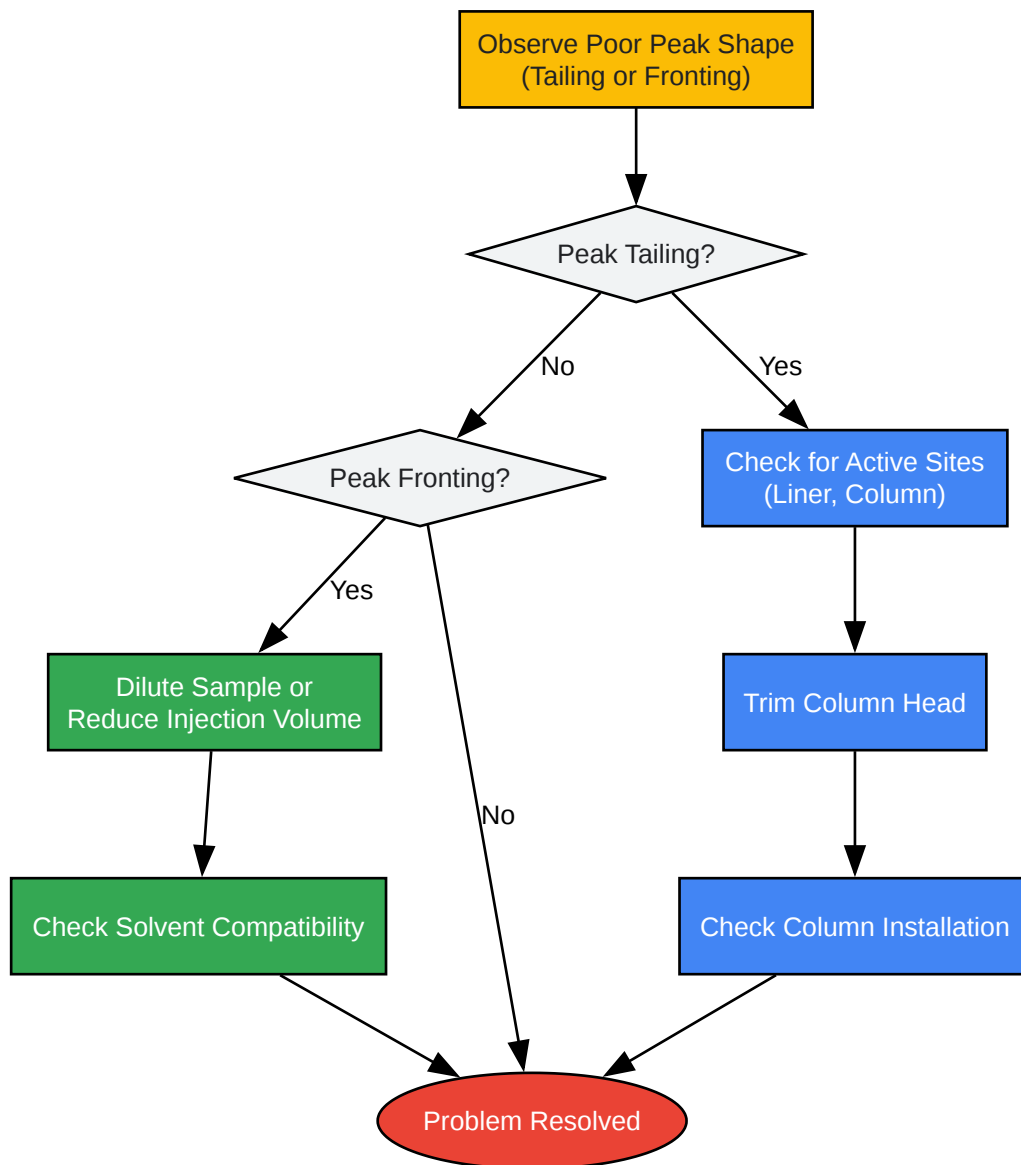 Observe Poor Peak Shape
(Tailing or Fronting)
Peak Tailing?
No
Yes
Peak Fronting?
Check for Active Sites
(Liner, Column)
Yes
Dilute Sample or
Reduce Injection Volume
Trim Column Head
No
Check Solvent Compatibility
Check Column Installation
Problem Resolved